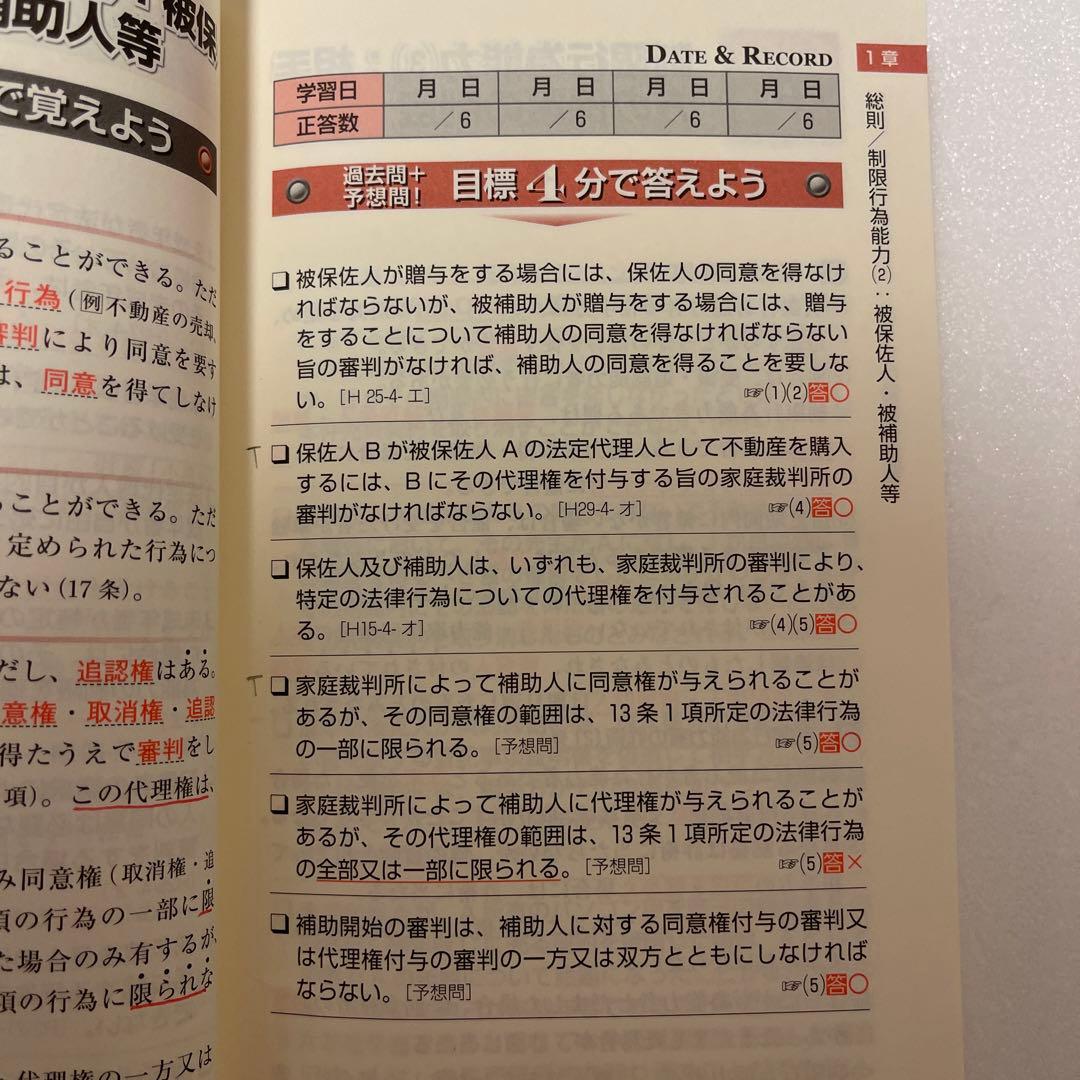 補助人等
で覚えよう
ることができる。ただ
行為(例不動産の売却、
審判により同意を要す
は、同意を得てしなけ
ことができる。ただ
定められた行為につ
ない(17条)。
だし、追認権はある。
意権・取消権・追認
得たうえで審判をし
項)。この代理権は、
み同意権(取消権・追
項の行為の一部に限
た場合のみ有するが、
項の行為に限られな
代理権の一方又は
DATE & RECORD
学習日 月 日 月 日 月 日 月 日
正答数 /6 /6 /6 /6
過去問+
予想問!
目標4分で答えよう
□ 被保佐人が贈与をする場合には、保佐人の同意を得なけ
ればならないが、被補助人が贈与をする場合には、贈与
をすることについて補助人の同意を得なければならない
旨の審判がなければ、補助人の同意を得ることを要しな
い。[H 25-4-エ] ☞(1)(2)答○
T □ 保佐人Bが被保佐人Aの法定代理人として不動産を購入
するには、Bにその代理権を付与する旨の家庭裁判所の
審判がなければならない。[H29-4-オ] ☞(4)答○
□ 保佐人及び補助人は、いずれも、家庭裁判所の審判により、
特定の法律行為についての代理権を付与されることがあ
る。[H15-4-オ] ☞(4)(5)答○
T □ 家庭裁判所によって補助人に同意権が与えられることが
あるが、その同意権の範囲は、13条1項所定の法律行為
の一部に限られる。[予想問] ☞(5)答○
□ 家庭裁判所によって補助人に代理権が与えられることが
あるが、その代理権の範囲は、13条1項所定の法律行為
の全部又は一部に限られる。[予想問] ☞(5)答×
□ 補助開始の審判は、補助人に対する同意権付与の審判又
は代理権付与の審判の一方又は双方とともにしなければ
ならない。[予想問] ☞(5)答○
1章
総則/制限行為能力(2):被保佐人・被補助人等